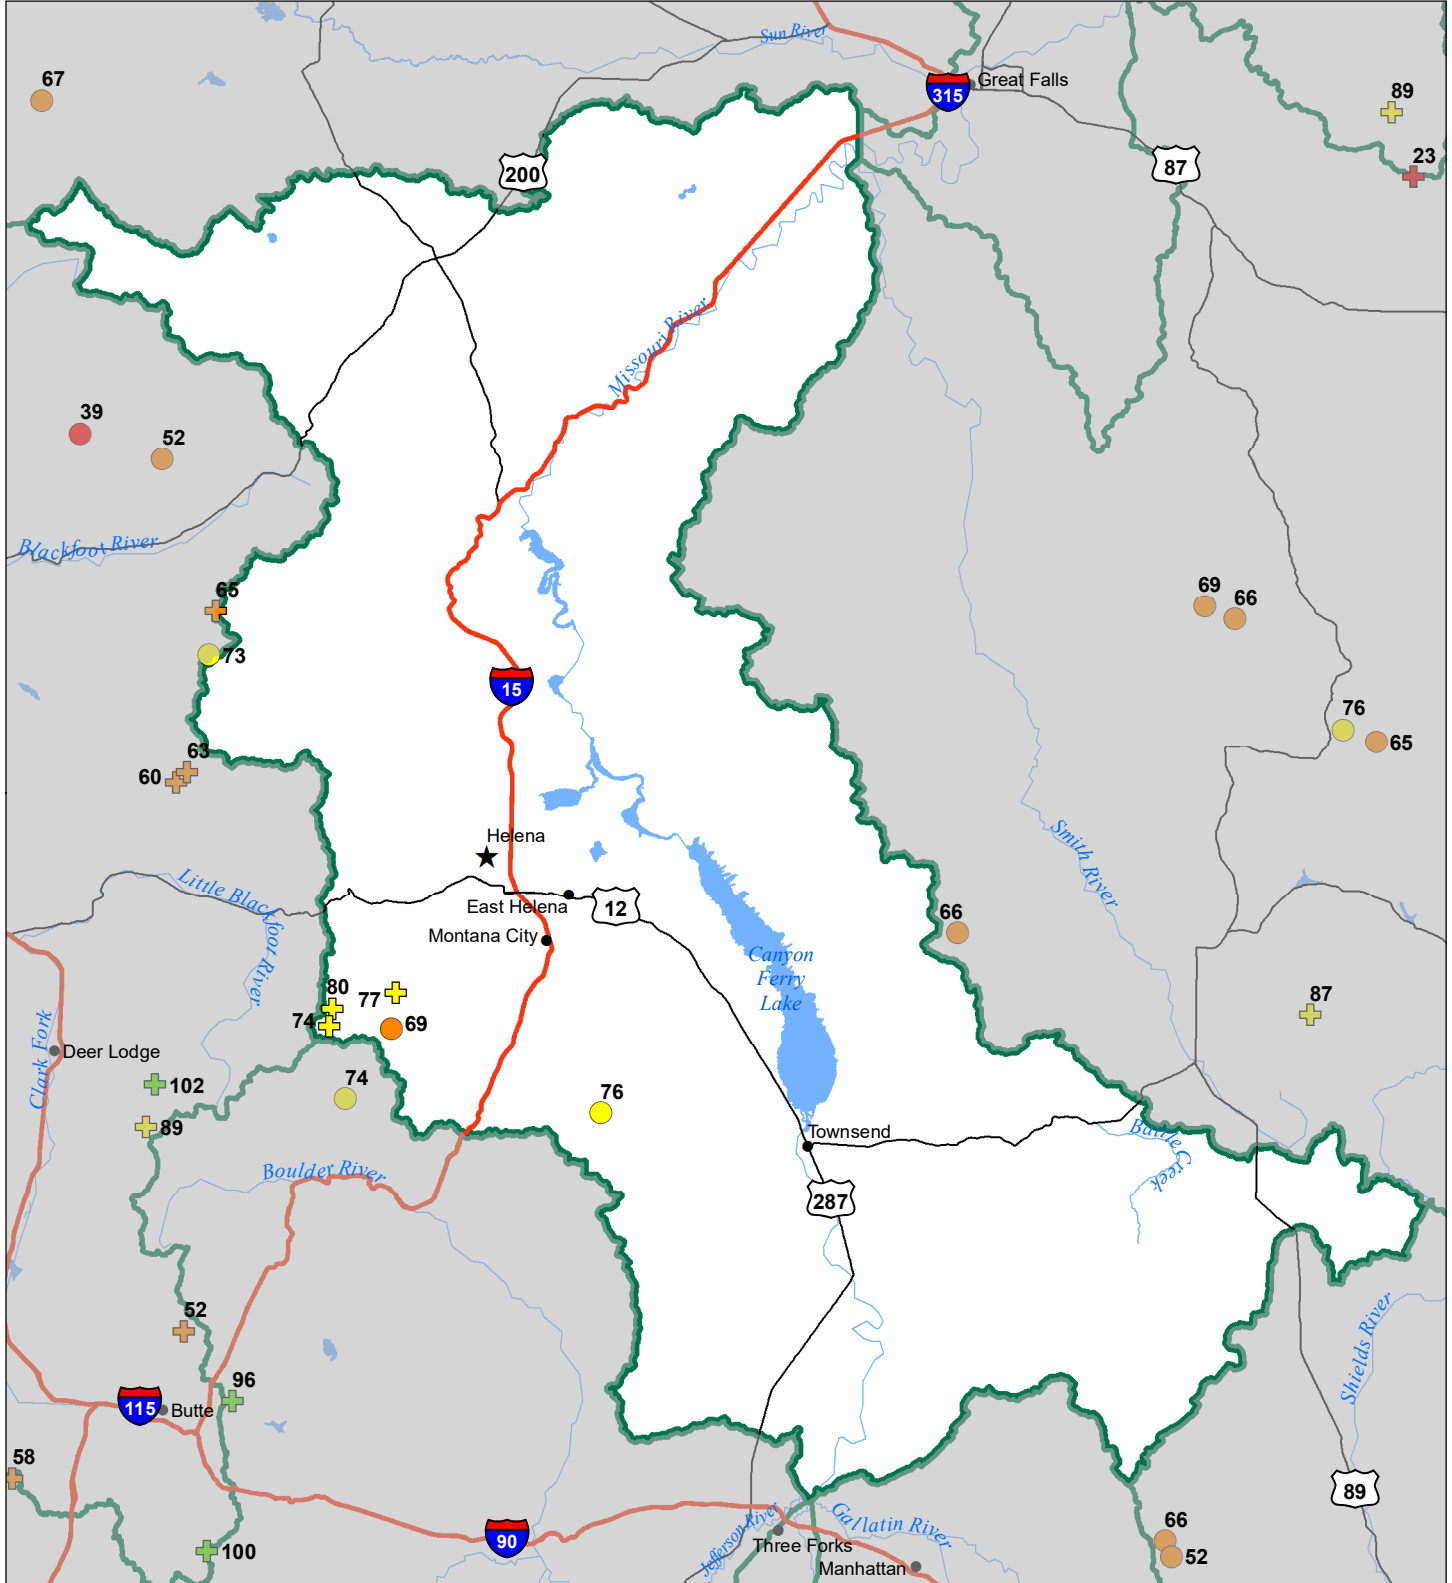 Sun River
67
Great Falls
315
89
23
200
87
Missouri River
39
52
Blackfoot River
65
73
69
66
15
76
65
63
60
Helena
Smith River
Little Blackfoot River
East Helena
12
66
Montana City
Canyon
Ferry
Lake
80
77
74
69
87
Clark Fork
Deer Lodge
102
74
76
89
Townsend
Battle Creek
Boulder River
287
52
Shields River
96
115
Butte
58
89
Jefferson River
Gallatin River
66
90
Three Forks
100
52
Manhattan